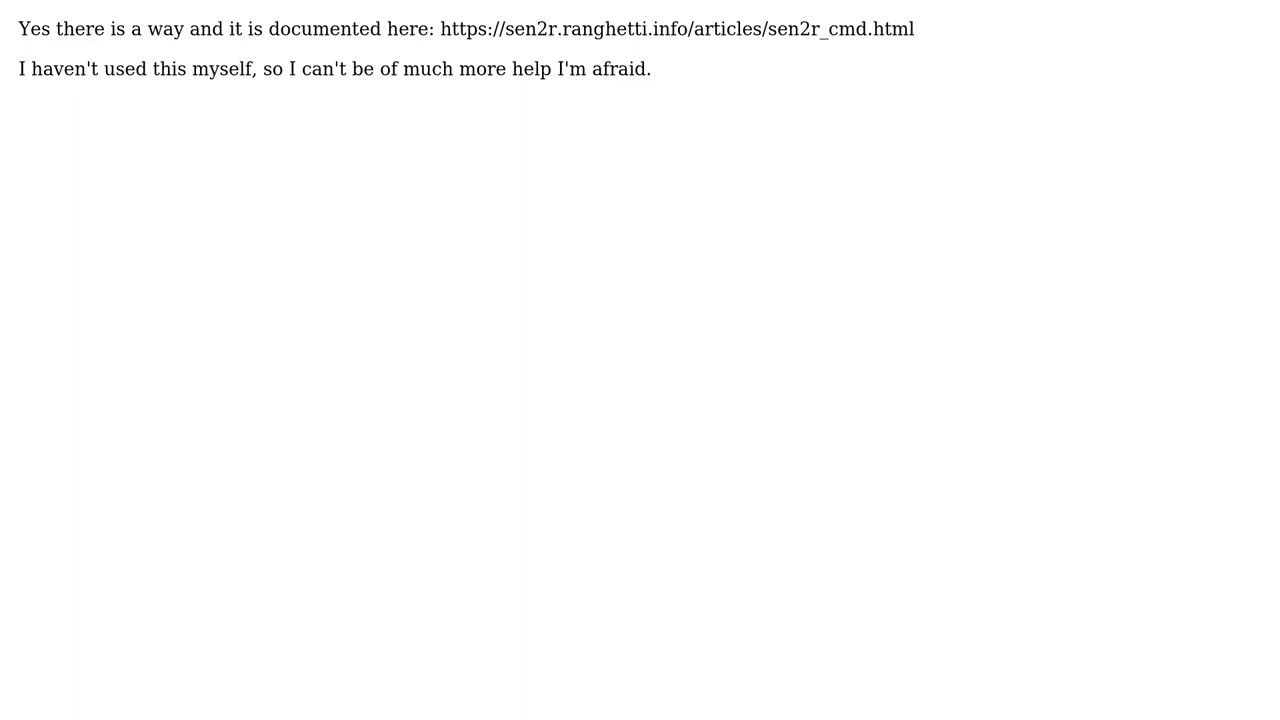 Yes there is a way and it is documented here: https://sen2r.ranghetti.info/articles/sen2r_cmd.html
I haven't used this myself, so I can't be of much more help I'm afraid.